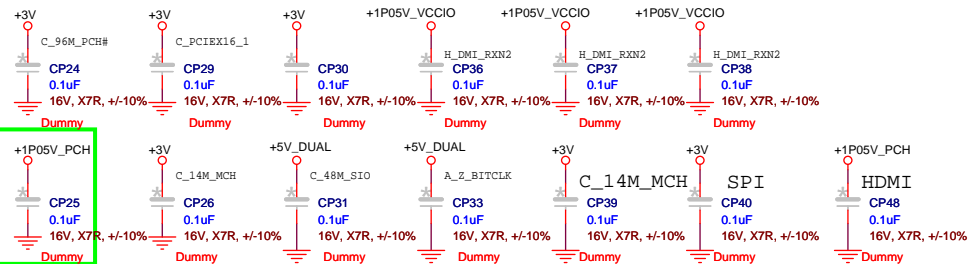 +3V +3V +3V +1P05V_VCCIO +1P05V_VCCIO +1P05V_VCCIO
C_96M_PCH# C_PCIEX16_1 H_DMI_RXN2 H_DMI_RXN2 H_DMI_RXN2
CP24 CP29 CP30 CP36 CP37 CP38
0.1uF 0.1uF 0.1uF 0.1uF 0.1uF 0.1uF
16V, X7R, +/-10% 16V, X7R, +/-10% 16V, X7R, +/-10% 16V, X7R, +/-10% 16V, X7R, +/-10% 16V, X7R, +/-10%
Dummy Dummy Dummy Dummy Dummy Dummy
+1P05V_PCH +3V +5V_DUAL +5V_DUAL +3V +3V +1P05V_PCH
C_14M_MCH C_48M_SIO A_Z_BITCLK C_14M_MCH SPI HDMI
CP25 CP26 CP31 CP33 CP39 CP40 CP48
0.1uF 0.1uF 0.1uF 0.1uF 0.1uF 0.1uF 0.1uF
16V, X7R, +/-10% 16V, X7R, +/-10% 16V, X7R, +/-10% 16V, X7R, +/-10% 16V, X7R, +/-10% 16V, X7R, +/-10% 16V, X7R, +/-10%
Dummy Dummy Dummy Dummy Dummy Dummy Dummy